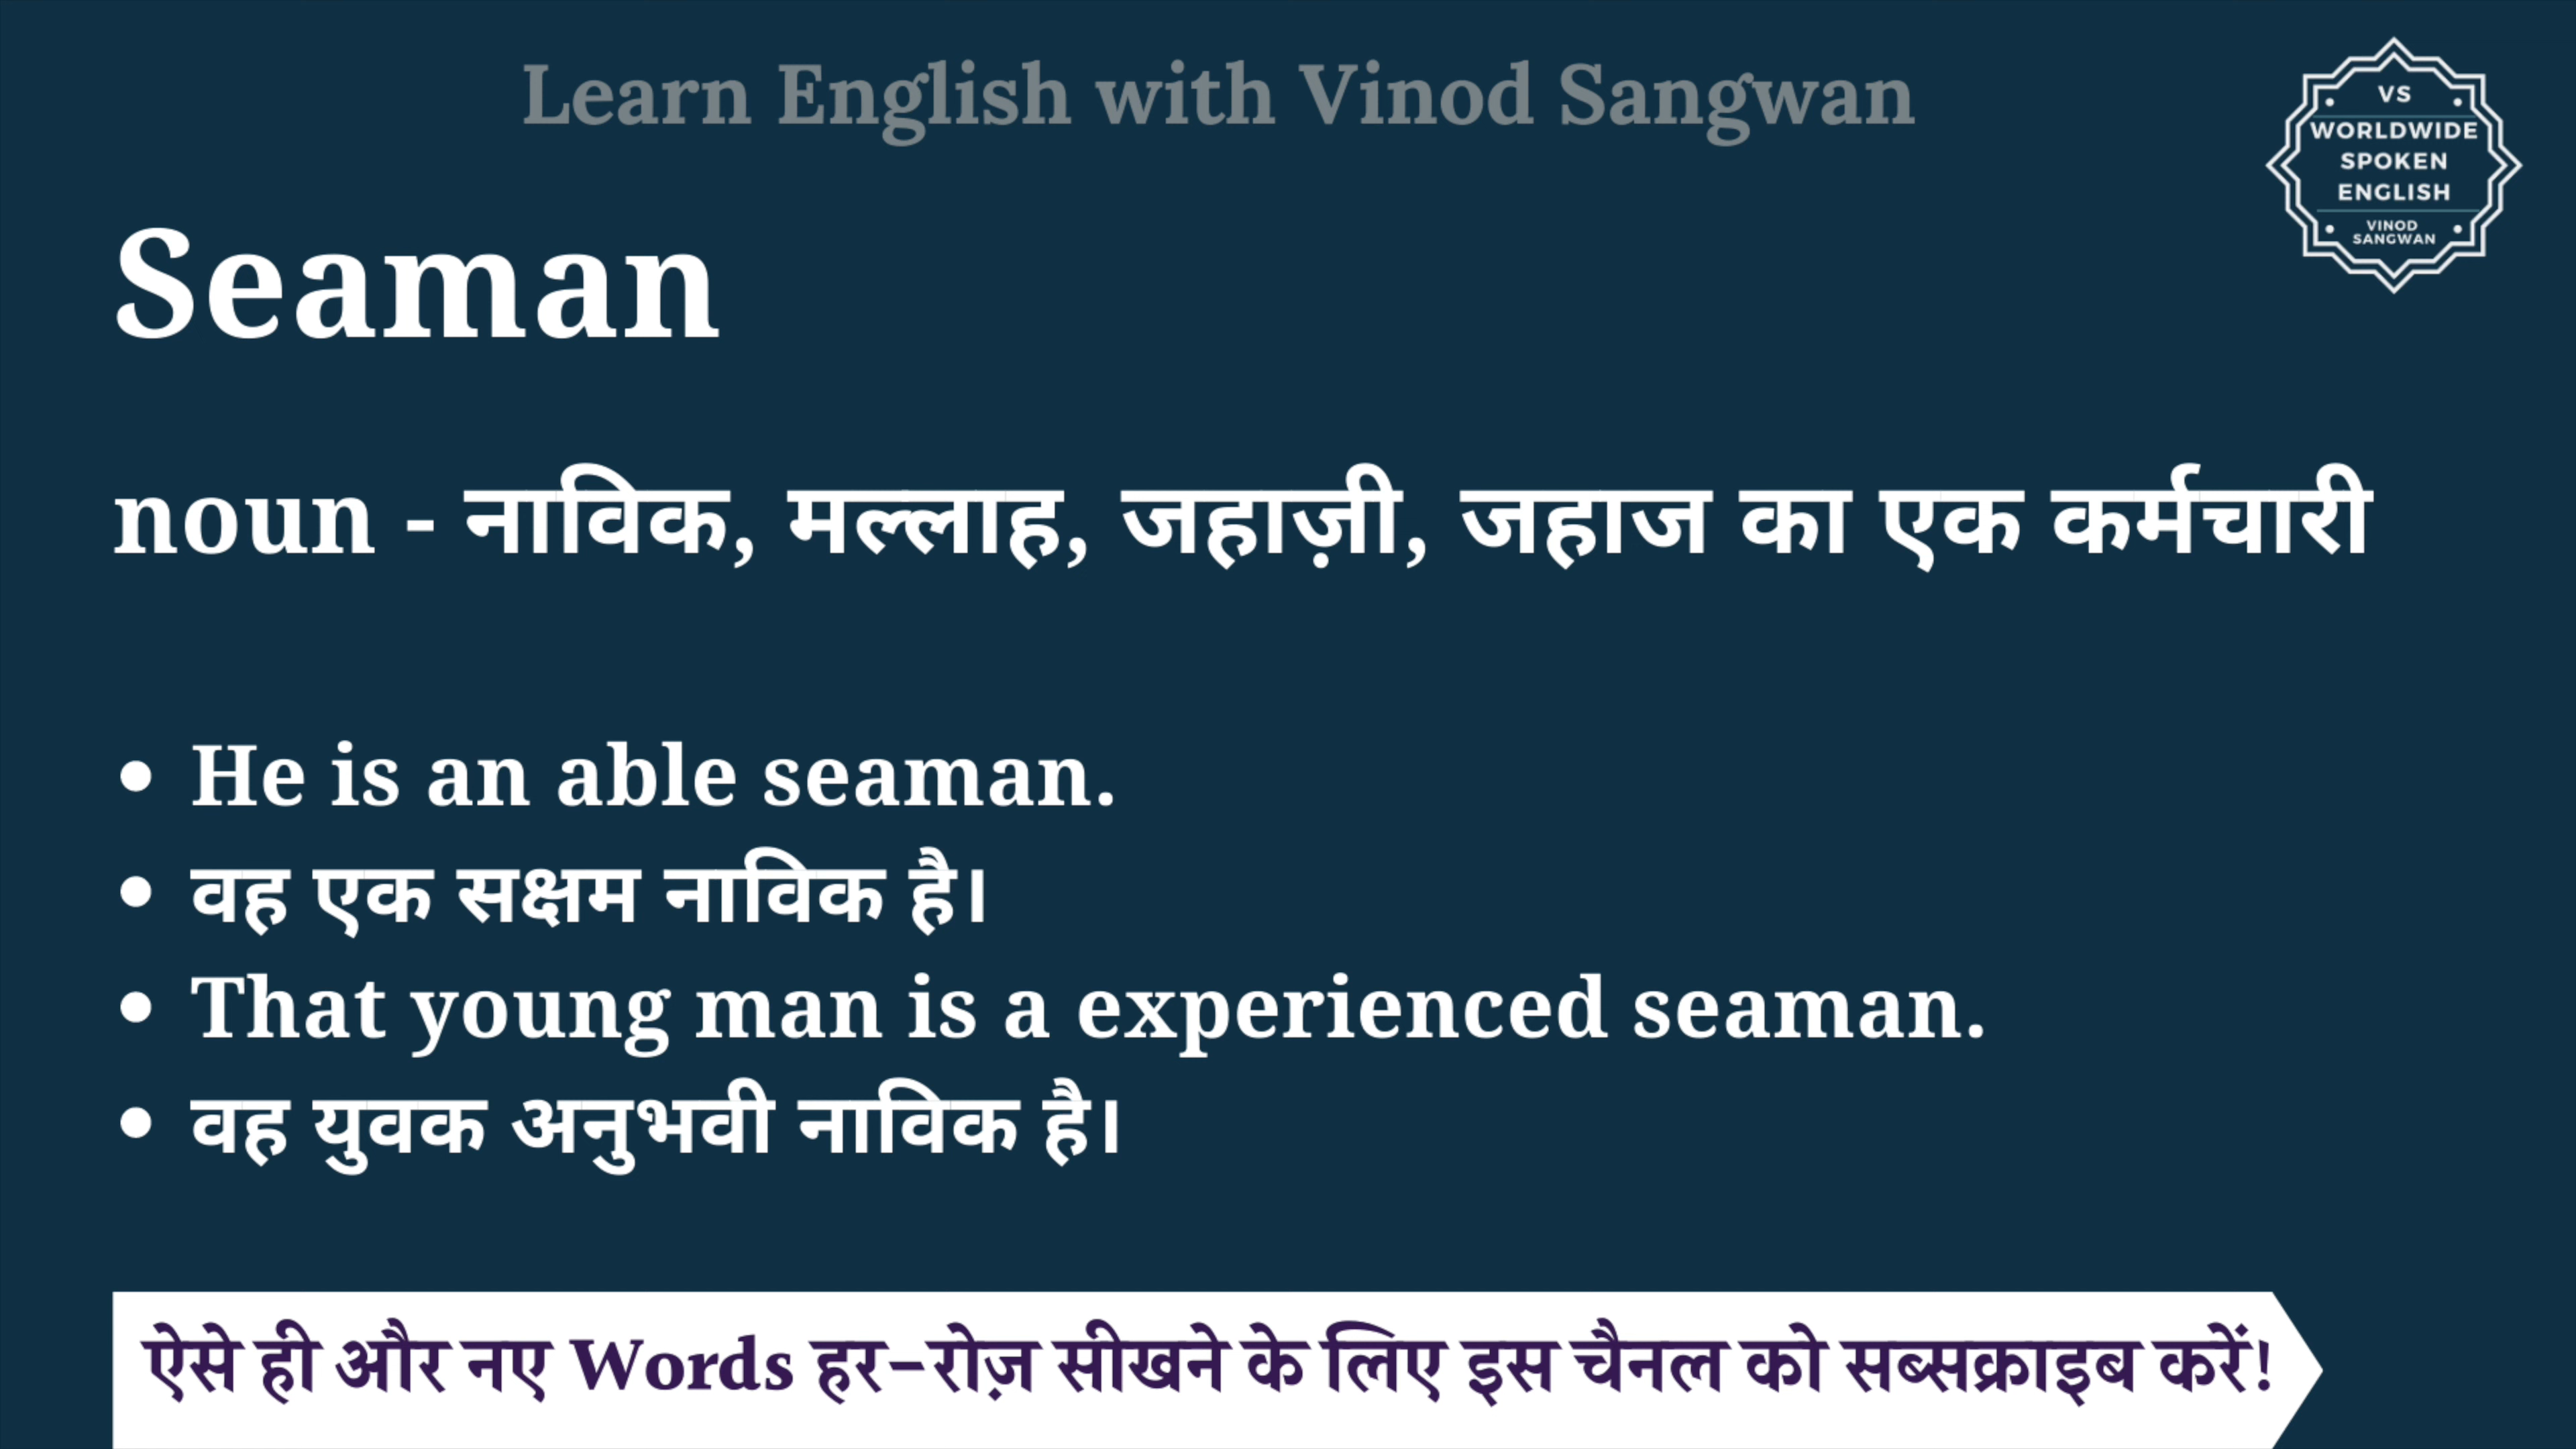 Learn English with Vinod Sangwan
VS
WORLDWIDE
SPOKEN
ENGLISH
VINOD
SANGWAN
Seaman
noun - नाविक, मल्लाह, जहाज़ी, जहाज का एक कर्मचारी
• He is an able seaman.
• वह एक सक्षम नाविक है।
• That young man is a experienced seaman.
• वह युवक अनुभवी नाविक है।
ऐसे ही और नए Words हर-रोज़ सीखने के लिए इस चैनल को सब्सक्राइब करें!